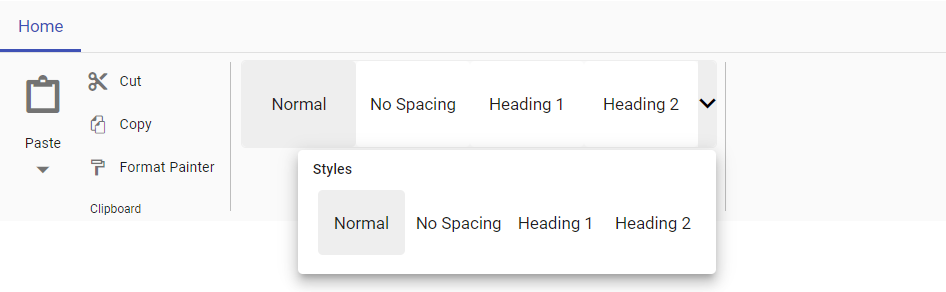 Home
Paste
Cut
Copy
Format Painter
Clipboard
Normal No Spacing Heading 1 Heading 2
Styles
Normal No Spacing Heading 1 Heading 2